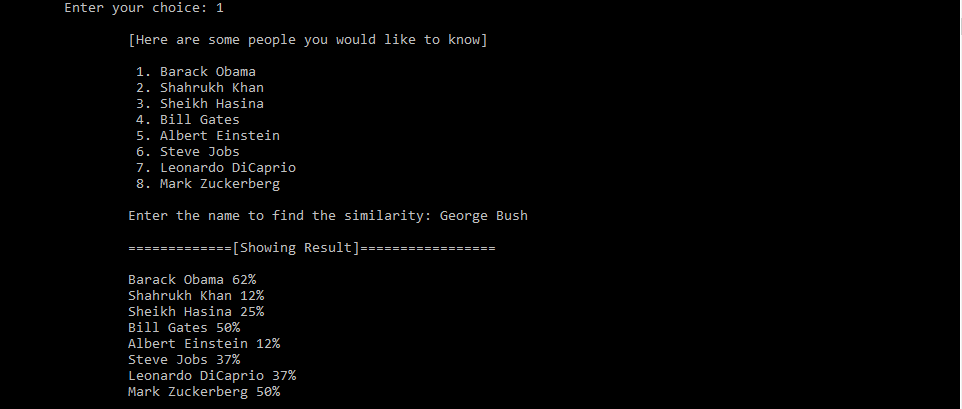 Enter your choice: 1
[Here are some people you would like to know]
1. Barack Obama
2. Shahrukh Khan
3. Sheikh Hasina
4. Bill Gates
5. Albert Einstein
6. Steve Jobs
7. Leonardo DiCaprio
8. Mark Zuckerberg
Enter the name to find the similarity: George Bush
=============[Showing Result]=================
Barack Obama 62%
Shahrukh Khan 12%
Sheikh Hasina 25%
Bill Gates 50%
Albert Einstein 12%
Steve Jobs 37%
Leonardo DiCaprio 37%
Mark Zuckerberg 50%